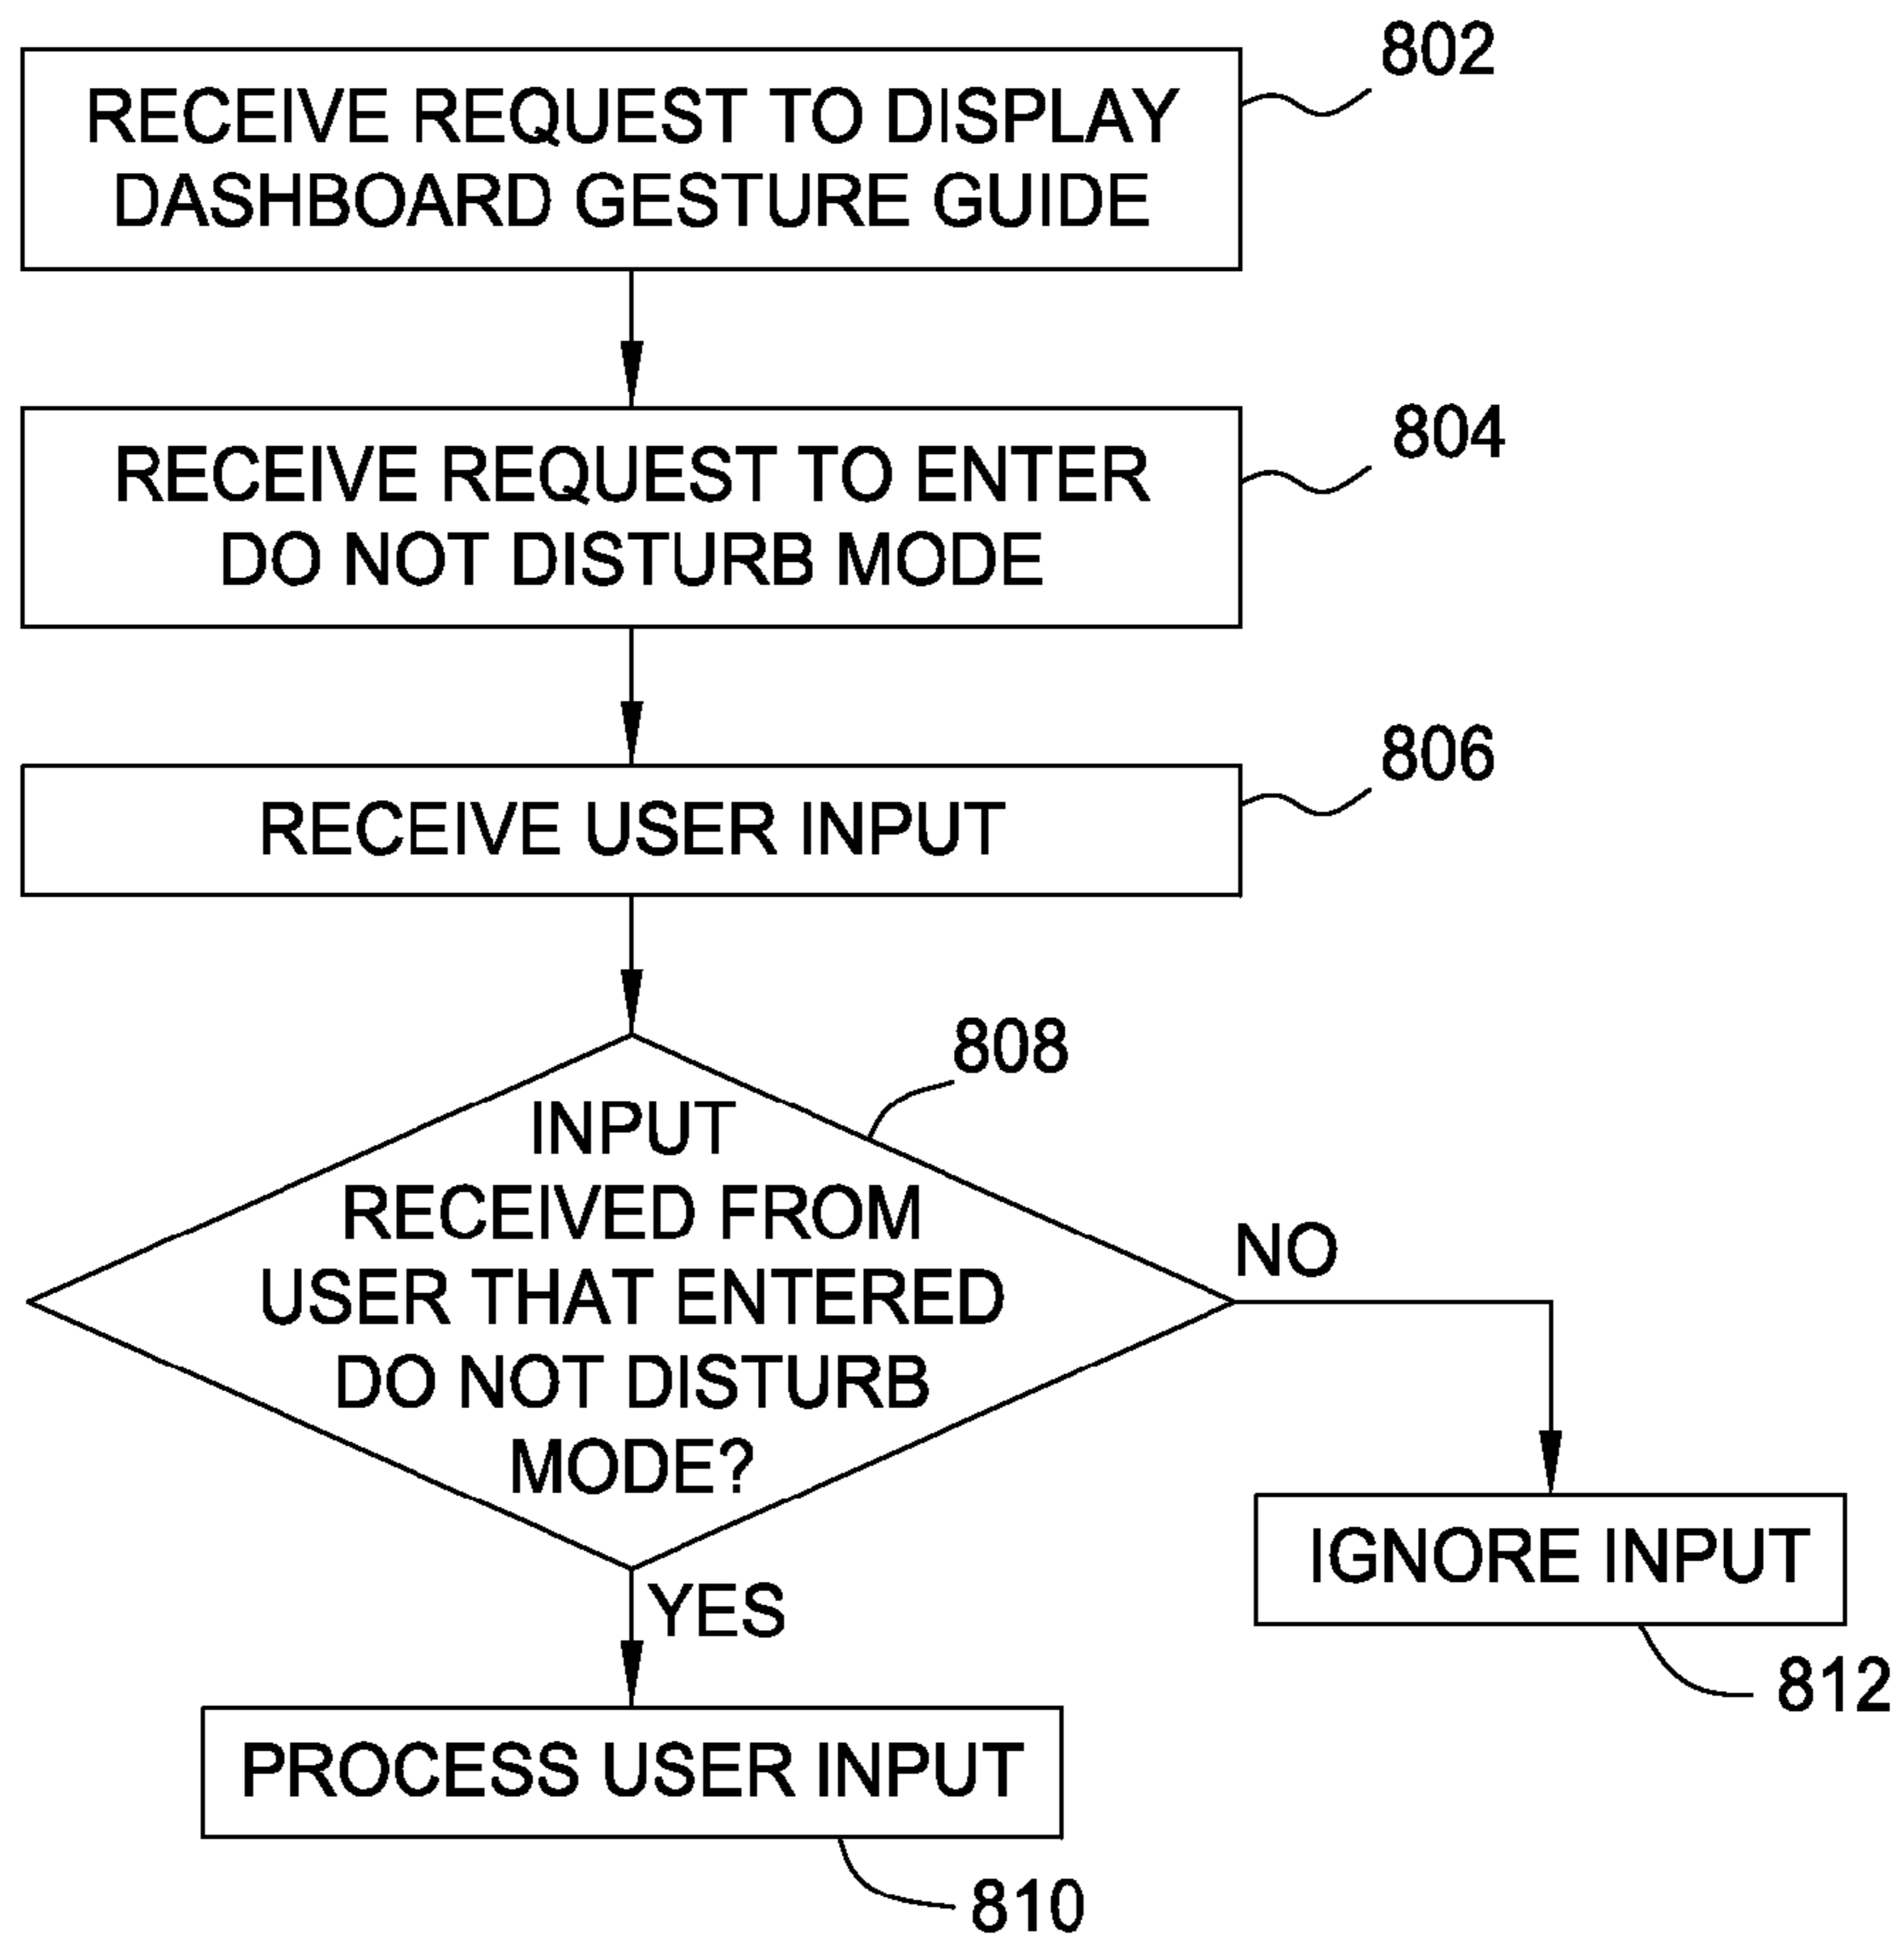 802
RECEIVE REQUEST TO DISPLAY
DASHBOARD GESTURE GUIDE
804
RECEIVE REQUEST TO ENTER
DO NOT DISTURB MODE
806
RECEIVE USER INPUT
808
INPUT
RECEIVED FROM
USER THAT ENTERED
DO NOT DISTURB
MODE?
NO
YES
IGNORE INPUT
812
PROCESS USER INPUT
810